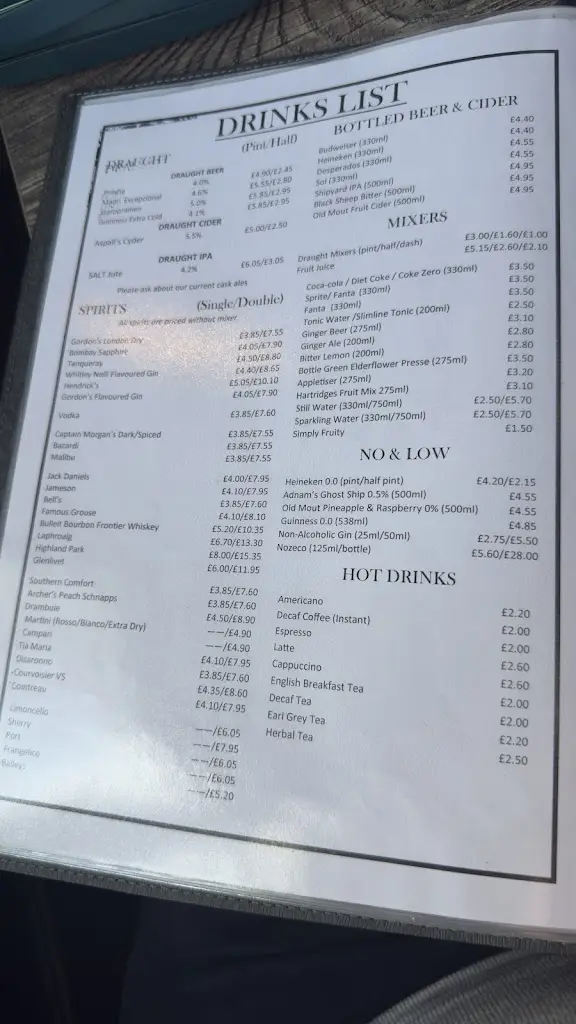 DRINKS LIST
DRAUGHT (Pint/Half)
DRAUGHT BEER
Pravha 4.0% £4.90/£2.45
Madri Excepcional 4.6% £5.55/£2.80
5.0% £5.85/£2.95
Guinness Extra Cold 4.1% £5.85/£2.95
DRAUGHT CIDER
Aspall's Cyder 5.5% £5.00/£2.50
DRAUGHT IPA
SALT Jute 4.2% £6.05/£3.05
Please ask about our current cask ales
SPIRITS (Single/Double)
All spirits are priced without mixer
Gordon's London Dry £3.85/£7.55
Bombay Sapphire £4.05/£7.90
Tanqueray £4.50/£8.80
Whitley Neill Flavoured Gin £4.40/£8.65
Hendrick's £5.05/£10.10
Gordon's Flavoured Gin £4.05/£7.90
Vodka £3.85/£7.60
Captain Morgan's Dark/Spiced £3.85/£7.55
Bacardi £3.85/£7.55
Malibu £3.85/£7.55
Jack Daniels £4.00/£7.95
Jameson £4.10/£7.95
Bell's £3.85/£7.60
Famous Grouse £4.10/£8.10
Bulleit Bourbon Frontier Whiskey £5.20/£10.35
Laphroaig £6.70/£13.30
Highland Park £8.00/£15.35
Glenlivet £6.00/£11.95
Southern Comfort £3.85/£7.60
Archer's Peach Schnapps £3.85/£7.60
Drambuie £4.50/£8.90
Martini (Rosso/Bianco/Extra Dry) ––/£4.90
Campari ––/£4.90
Tia Maria £4.10/£7.95
Disaronno £3.85/£7.60
Courvoisier VS £4.35/£8.60
Cointreau £4.10/£7.95
Limoncello ––/£6.05
Sherry ––/£7.95
Port ––/£6.05
Frangelico ––/£6.05
Bailey's ––/£5.20
BOTTLED BEER & CIDER
Budweiser (330ml) £4.40
Heineken (330ml) £4.40
Desperados (330ml) £4.55
Sol (330ml) £4.55
Shipyard IPA (500ml) £4.95
Black Sheep Bitter (500ml) £4.95
Old Mout Fruit Cider (500ml) £4.95
MIXERS
Draught Mixers (pint/half/dash) £3.00/£1.60/£1.00
Fruit Juice £5.15/£2.60/£2.10
Coca-cola / Diet Coke / Coke Zero (330ml) £3.50
Sprite/ Fanta (330ml) £3.50
Fanta (330ml) £3.50
Tonic Water /Slimline Tonic (200ml) £2.50
Ginger Beer (275ml) £3.10
Ginger Ale (200ml) £2.80
Bitter Lemon (200ml) £2.80
Bottle Green Elderflower Presse (275ml) £3.50
Appletiser (275ml) £3.20
Hartridges Fruit Mix 275ml) £3.10
Still Water (330ml/750ml) £2.50/£5.70
Sparkling Water (330ml/750ml) £2.50/£5.70
Simply Fruity £1.50
NO & LOW
Heineken 0.0 (pint/half pint) £4.20/£2.15
Adnam's Ghost Ship 0.5% (500ml) £4.55
Old Mout Pineapple & Raspberry 0% (500ml) £4.55
Guinness 0.0 (538ml) £4.85
Non-Alcoholic Gin (25ml/50ml) £2.75/£5.50
Nozeco (125ml/bottle) £5.60/£28.00
HOT DRINKS
Americano £2.20
Decaf Coffee (Instant) £2.00
Espresso £2.00
Latte £2.60
Cappuccino £2.60
English Breakfast Tea £2.00
Decaf Tea £2.00
Earl Grey Tea £2.20
Herbal Tea £2.50